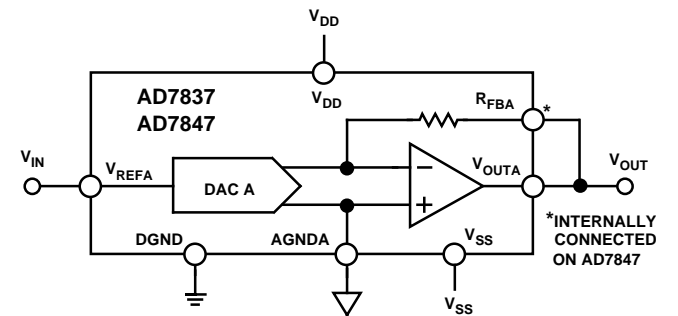 VDD
VDD
AD7837
AD7847
RFBA
*
VIN
VREFA
DAC A
–
+
VOUTA
VOUT
DGND
AGNDA
VSS
VSS
*INTERNALLY
CONNECTED
ON AD7847